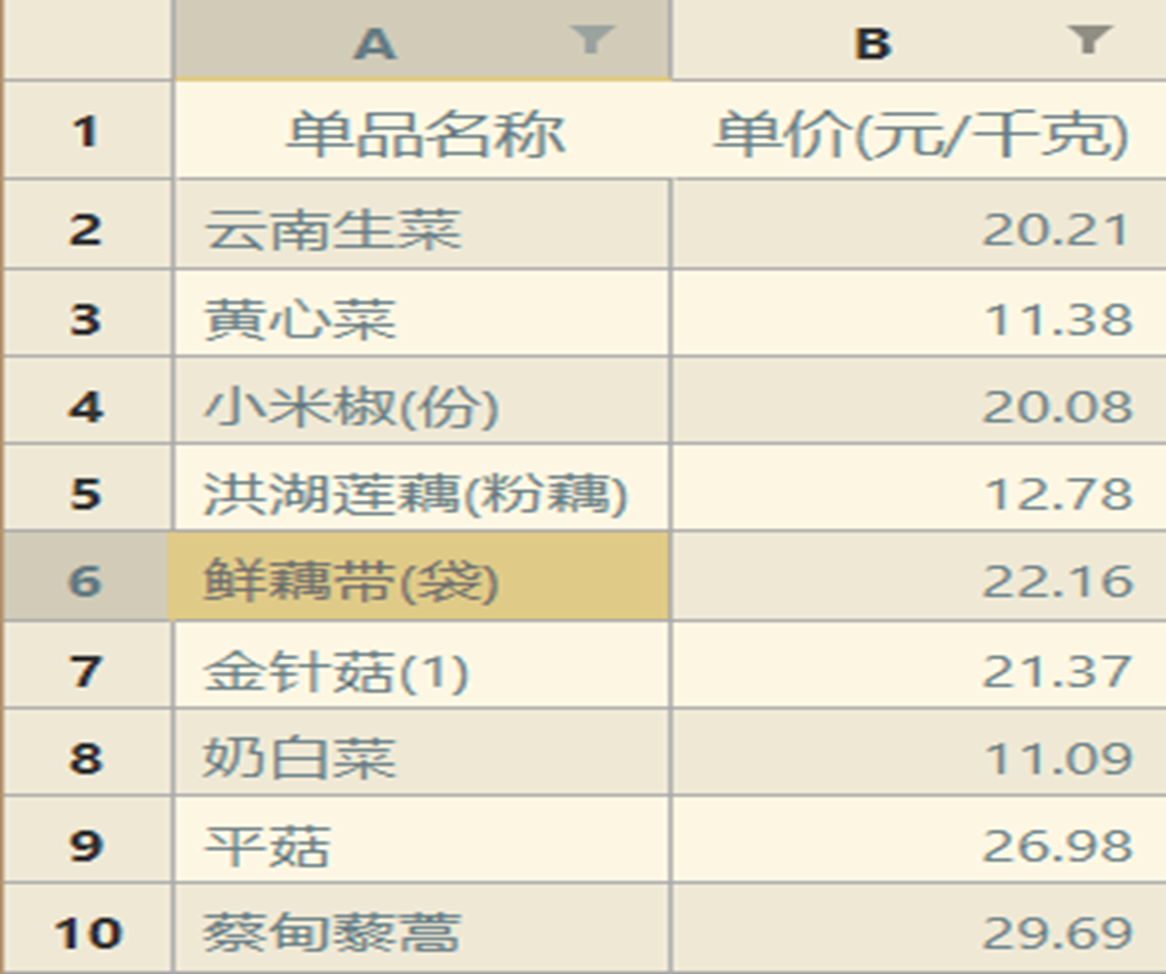 A B
1 单品名称 单价(元/千克)
2 云南生菜 20.21
3 黄心菜 11.38
4 小米椒(份) 20.08
5 洪湖莲藕(粉藕) 12.78
6 鲜藕带(袋) 22.16
7 金针菇(1) 21.37
8 奶白菜 11.09
9 平菇 26.98
10 蔡甸藜蒿 29.69